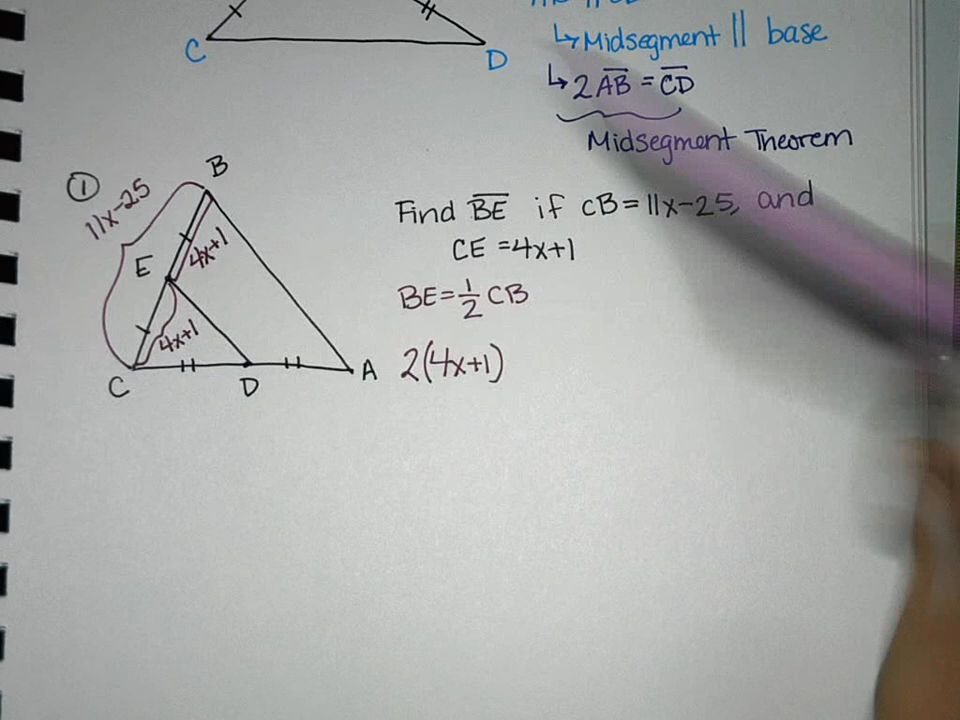 C
D
↳ Midsegment || base
↳ 2AB = CD
Midsegment Theorem
①
B
11x-25
E
4x+1
4x+1
C
D
A
Find BE if CB = 11x-25, and
CE = 4x+1
BE = 1/2 CB
2(4x+1)